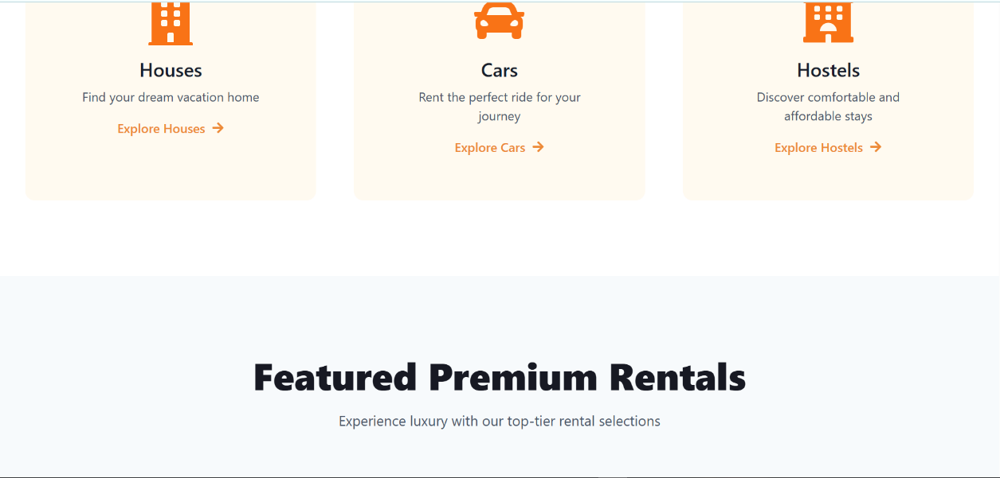 Houses
Find your dream vacation home
Explore Houses
Cars
Rent the perfect ride for your
journey
Explore Cars
Hostels
Discover comfortable and
affordable stays
Explore Hostels
Featured Premium Rentals
Experience luxury with our top-tier rental selections